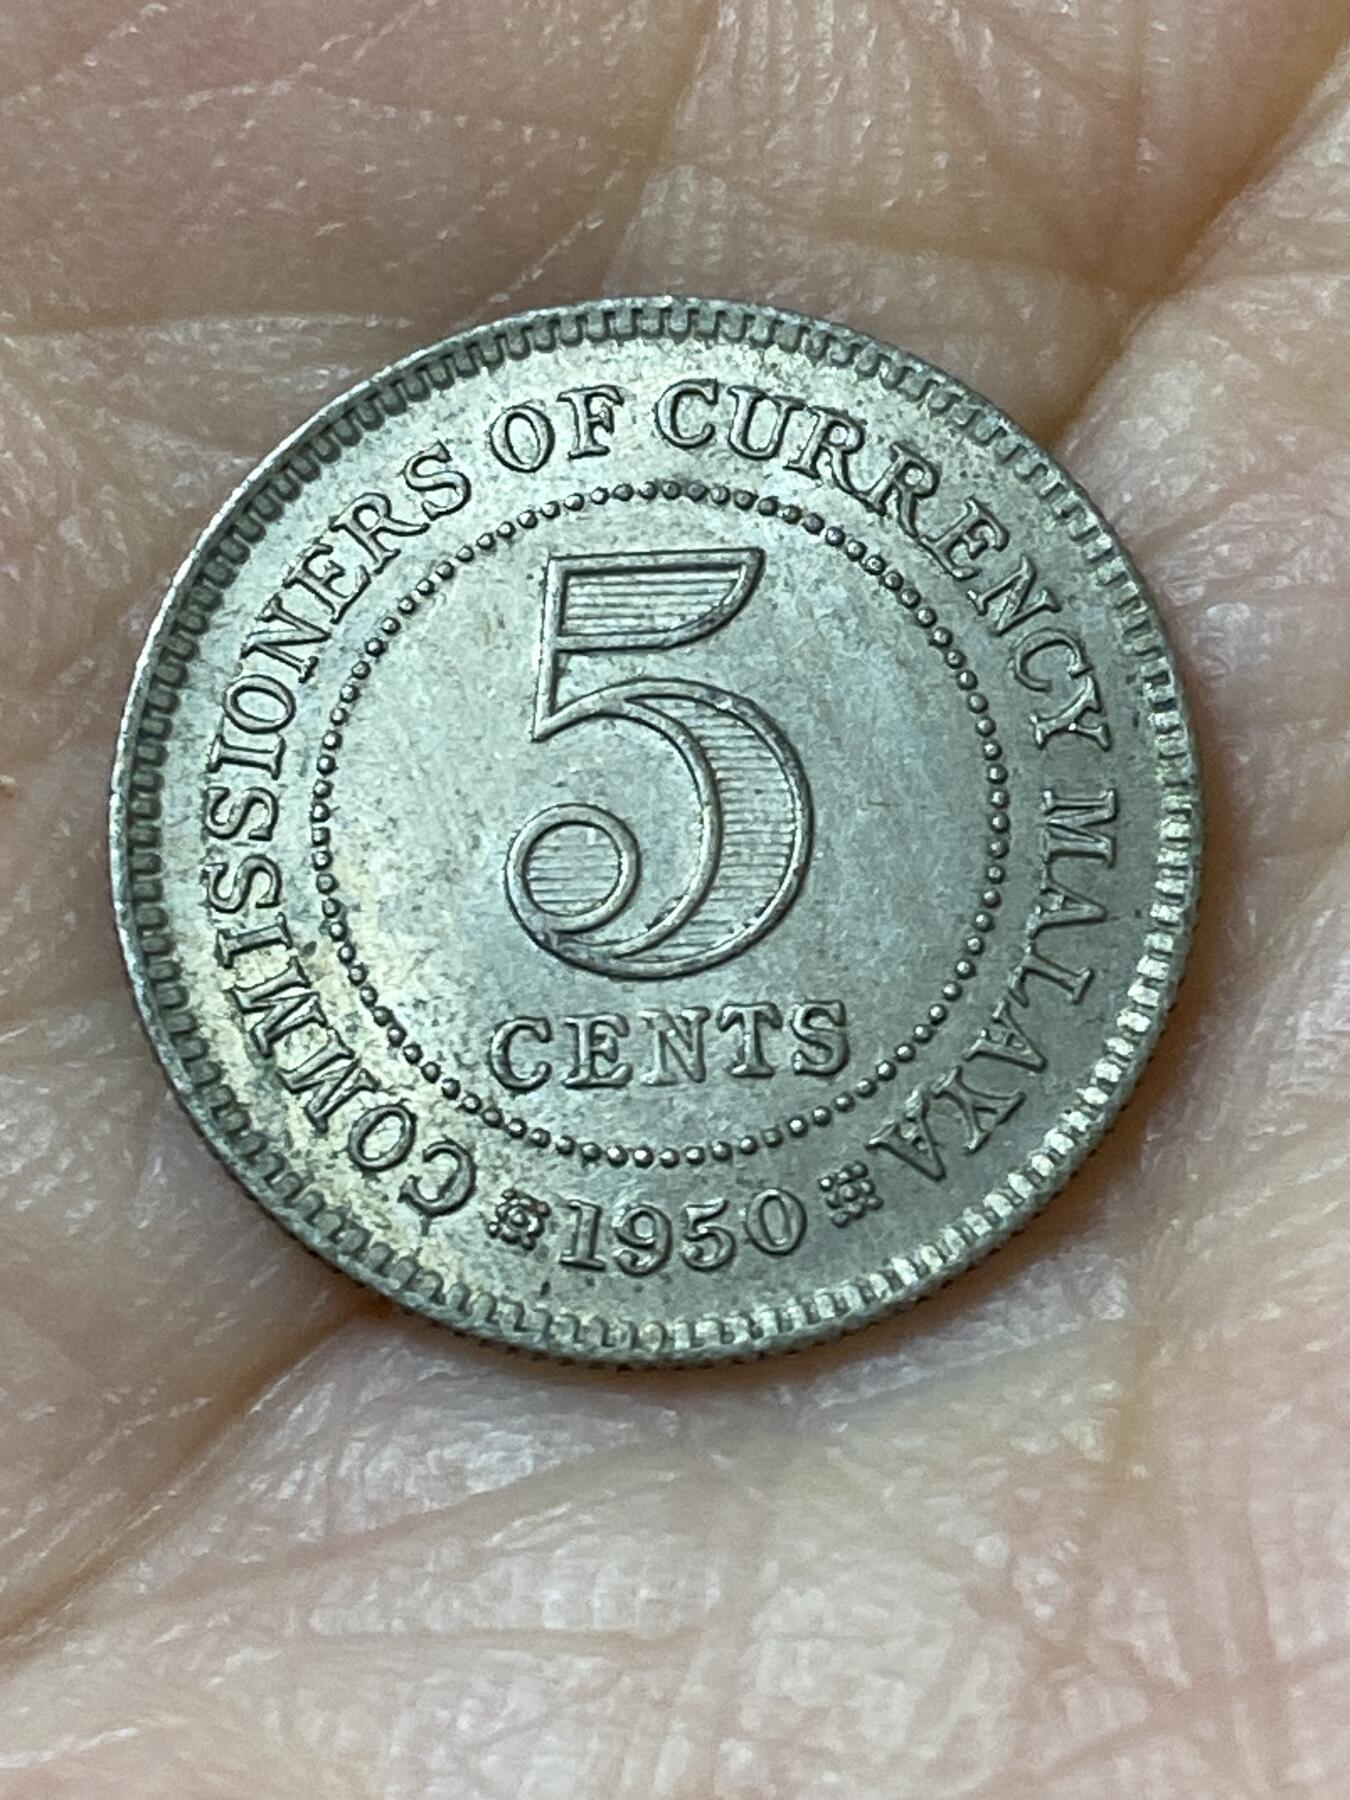 COMMISSIONERS OF CURRENCY MALAYA
5
CENTS
1950